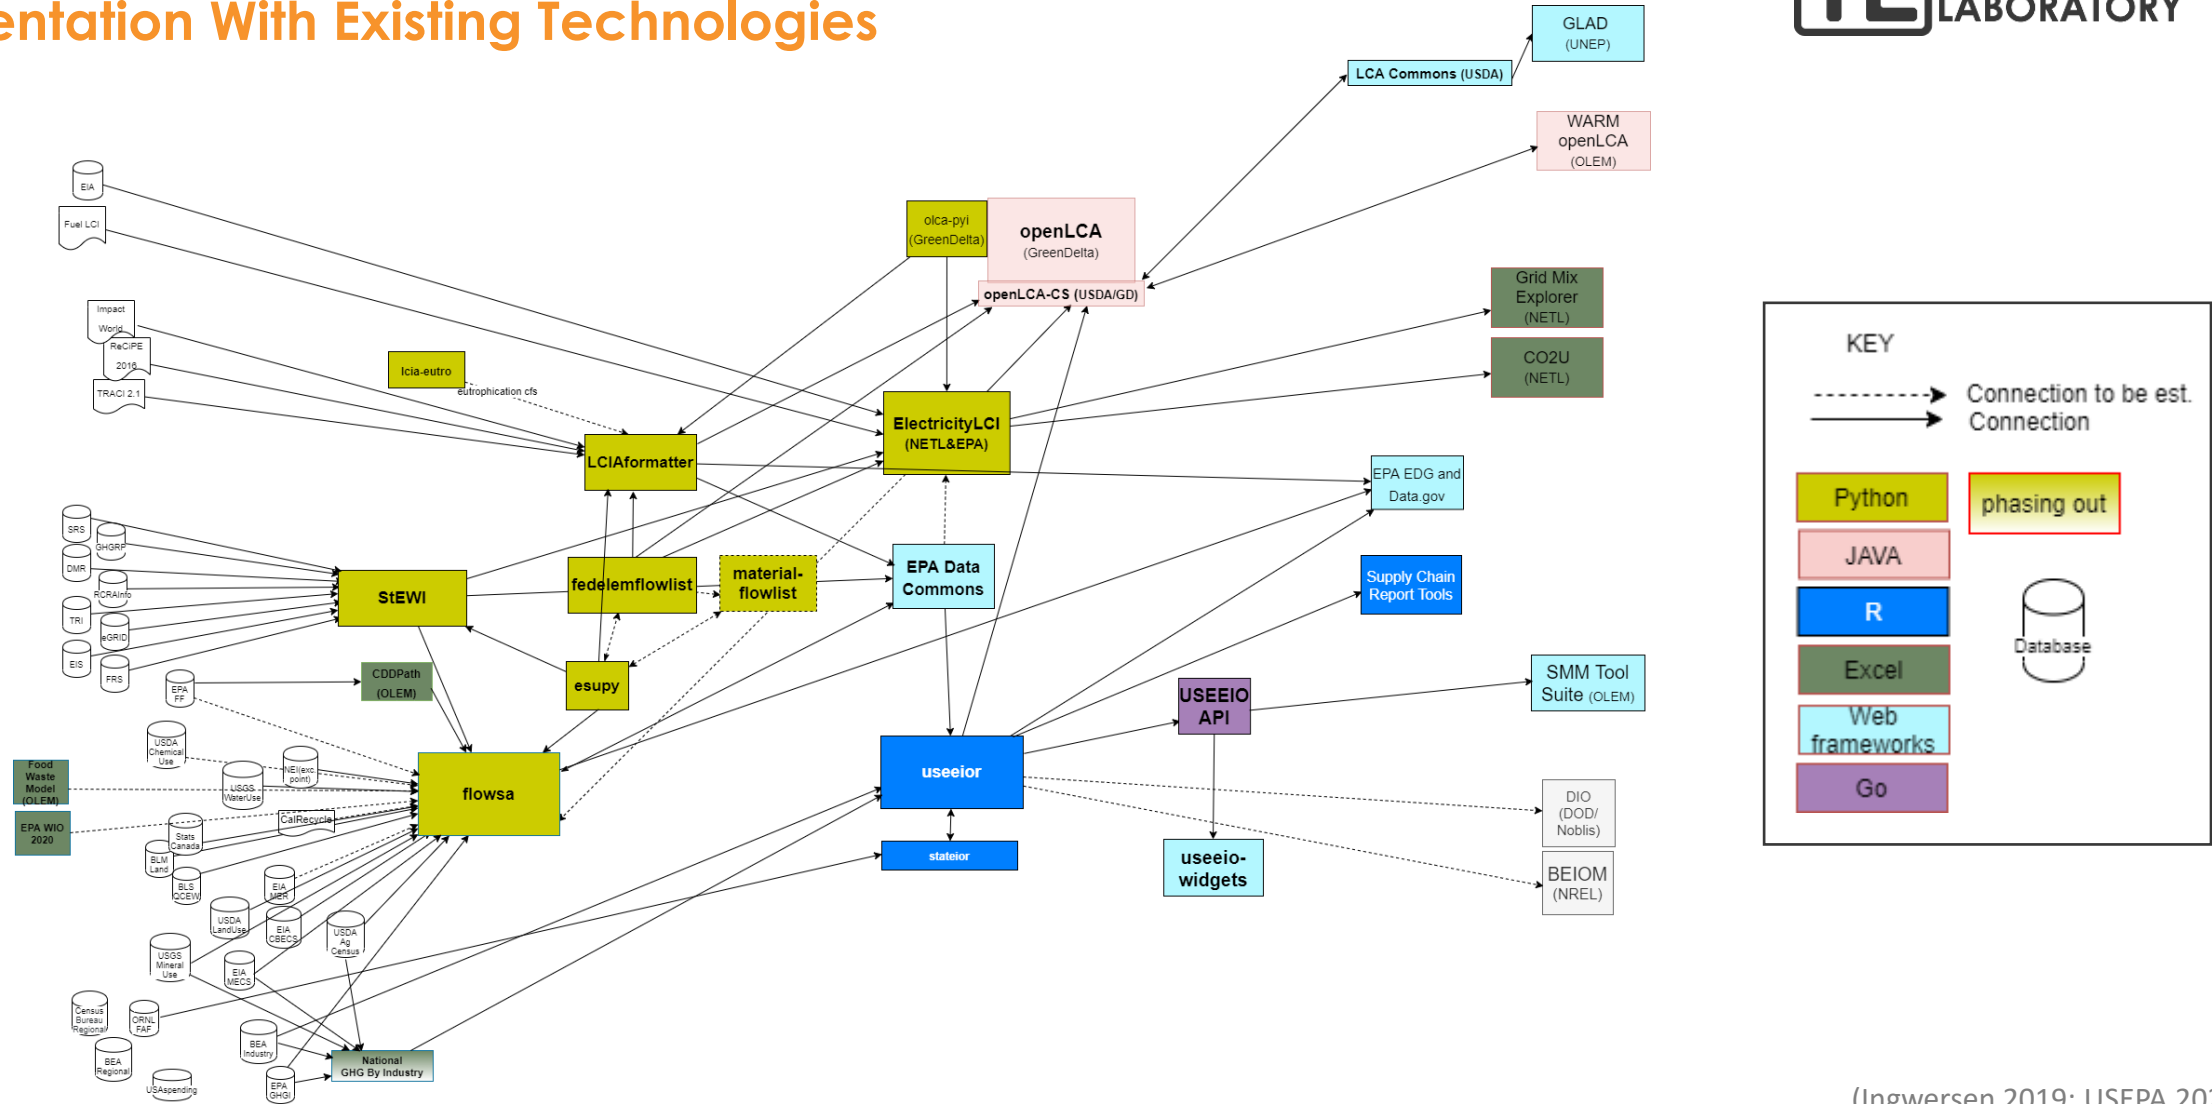 entation With Existing Technologies
LABORATORY
GLAD
(UNEP)
LCA Commons (USDA)
WARM
openLCA
(OLEM)
EIA
Fuel LCI
olca-pyi
(GreenDelta)
openLCA
(GreenDelta)
openLCA-CS (USDA/GD)
Grid Mix
Explorer
(NETL)
CO2U
(NETL)
Impact
World
ReCiPE
2016
TRACI 2.1
lcia-eutro
eutrophication cfs
LCIAformatter
ElectricityLCI
(NETL&EPA)
EPA EDG and
Data.gov
SRS
GHGRP
DMR
RCRAInfo
TRI
eGRID
EIS
FRS
StEWI
fedelemflowlist
material-
flowlist
EPA Data
Commons
Supply Chain
Report Tools
EPA
FF
CDDPath
(OLEM)
esupy
USEEIO
API
SMM Tool
Suite (OLEM)
USDA
Chemical
Use
Food
Waste
Model
(OLEM)
USGS
WaterUse
NEI(exc.
point)
flowsa
useeior
EPA WIO
2020
CalRecycle
Stats
Canada
BLM
Land
BLS
QCEW
EIA
MER
stateior
useeio-
widgets
DIO
(DOD/
Noblis)
BEIOM
(NREL)
USDA
LandUse
EIA
CBECS
USDA
Ag
Census
USGS
Mineral
Use
EIA
MECS
Census
Bureau
Regional
ORNL
FAF
BEA
Regional
BEA
Industry
National
GHG By Industry
USAspending
EPA
GHGI
KEY
Connection to be est.
Connection
Python
phasing out
JAVA
R
Database
Excel
Web
frameworks
Go
(Ingwersen 2019; USEPA 20